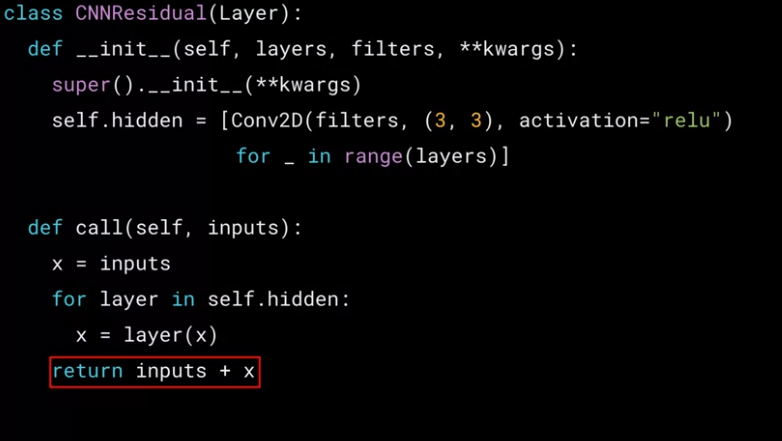 class CNNResidual(Layer):
  def __init__(self, layers, filters, **kwargs):
    super().__init__(**kwargs)
    self.hidden = [Conv2D(filters, (3, 3), activation="relu")
                   for _ in range(layers)]
  def call(self, inputs):
    x = inputs
    for layer in self.hidden:
      x = layer(x)
    return inputs + x